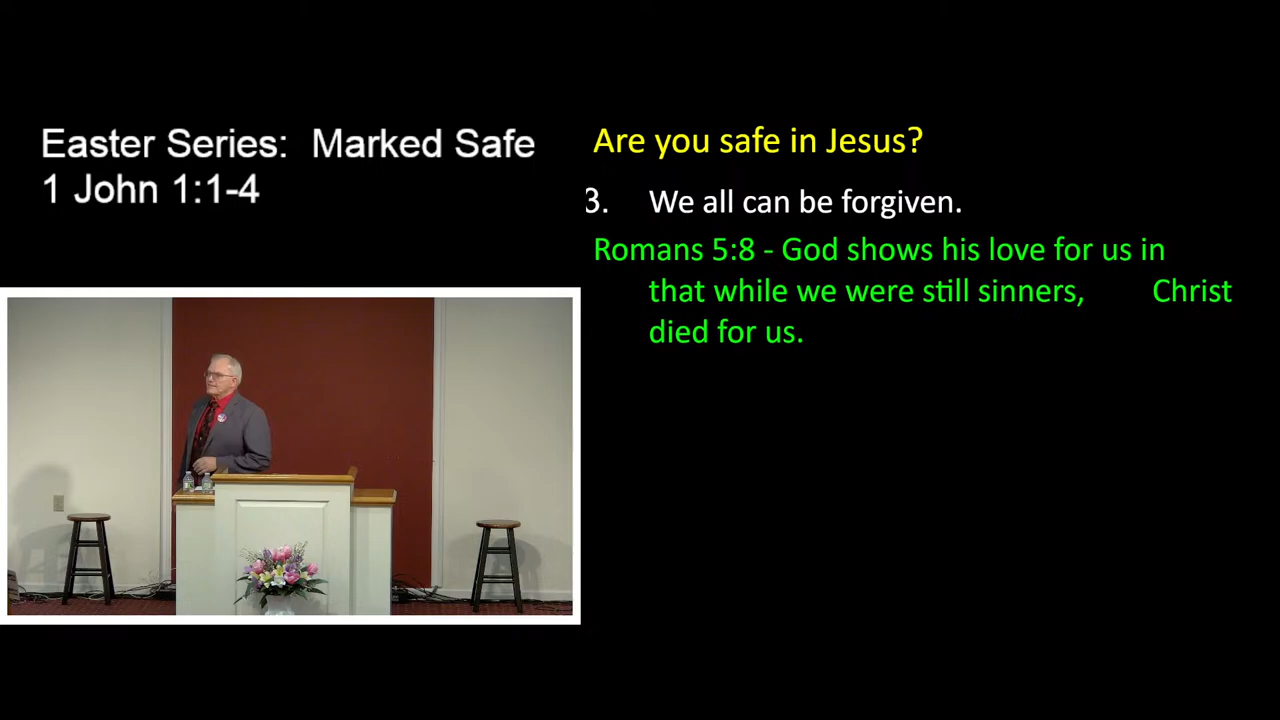 Easter Series: Marked Safe
1 John 1:1-4
Are you safe in Jesus?
3. We all can be forgiven.
Romans 5:8 - God shows his love for us in
that while we were still sinners, Christ
died for us.